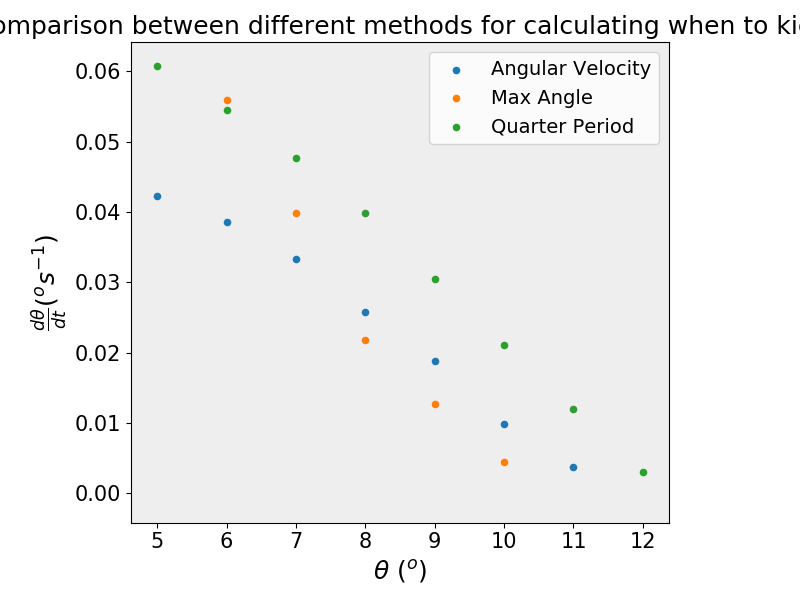 omparison between different methods for calculating when to ki
Angular Velocity
Max Angle
Quarter Period
0.06
0.05
0.04
0.03
0.02
0.01
0.00
dθ/dt (° s⁻¹)
5 6 7 8 9 10 11 12
θ (°)